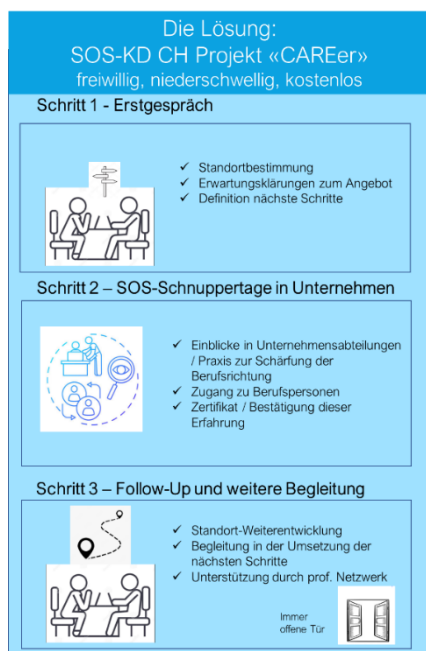 Die Lösung:
SOS-KD CH Projekt «CAREer»
freiwillig, niederschwellig, kostenlos
Schritt 1 - Erstgespräch
✓ Standortbestimmung
✓ Erwartungsklärungen zum Angebot
✓ Definition nächste Schritte
Schritt 2 – SOS-Schnuppertage in Unternehmen
✓ Einblicke in Unternehmensabteilungen
/ Praxis zur Schärfung der
Berufsrichtung
✓ Zugang zu Berufspersonen
✓ Zertifikat / Bestätigung dieser
Erfahrung
Schritt 3 – Follow-Up und weitere Begleitung
✓ Standort-Weiterentwicklung
✓ Begleitung in der Umsetzung der
nächsten Schritte
✓ Unterstützung durch prof. Netzwerk
Immer
offene Tür